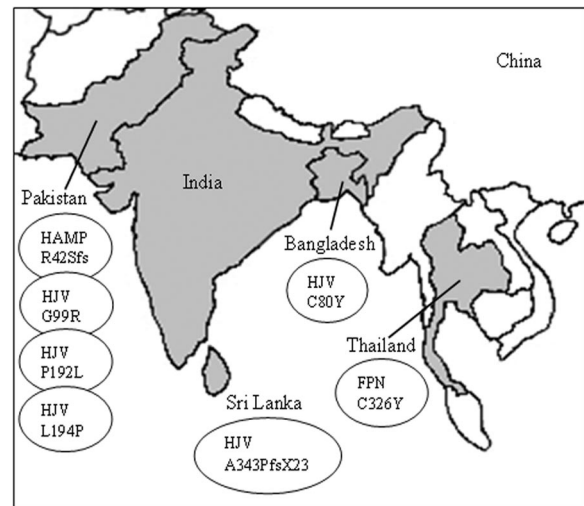 China
India
Pakistan
HAMP
R42Sfs
HJV
G99R
HJV
P192L
HJV
L194P
Bangladesh
HJV
C80Y
Thailand
FPN
C326Y
Sri Lanka
HJV
A343PfsX23